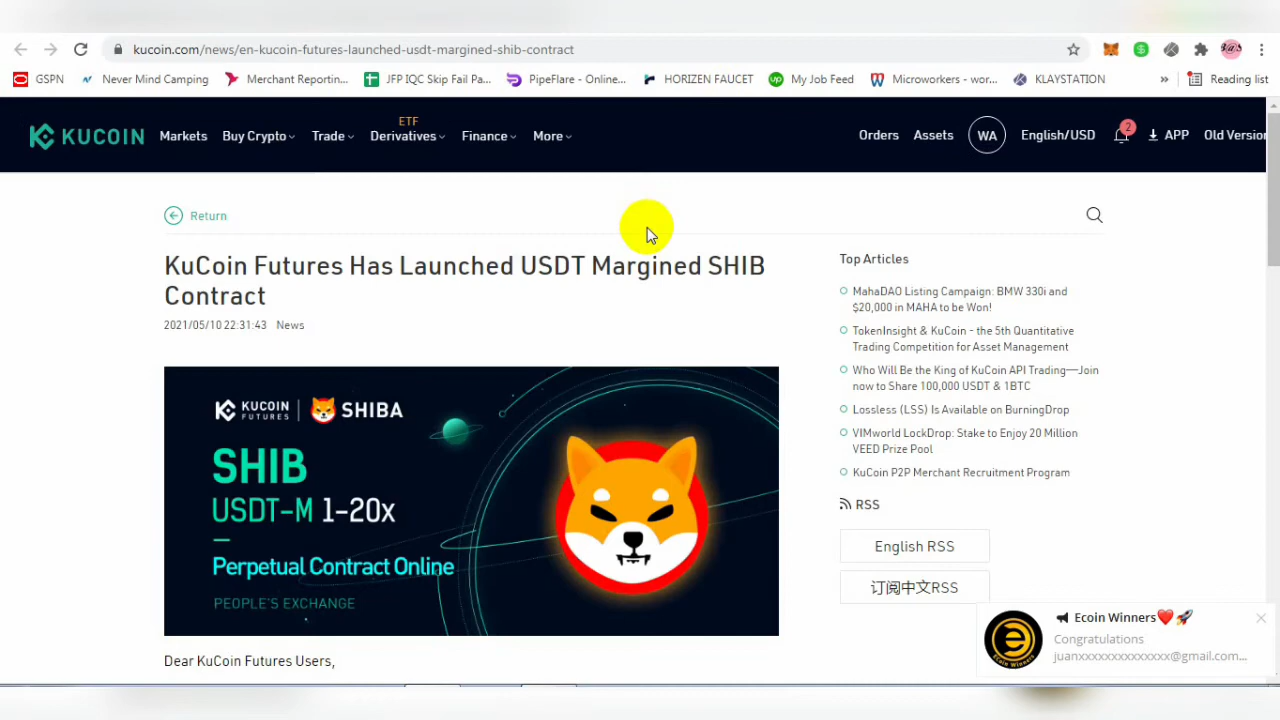 kucoin.com/news/en-kucoin-futures-launched-usdt-margined-shib-contract
GSPN Never Mind Camping Merchant Reportin... JFP IQC Skip Fail Pa... PipeFlare - Online... HORIZEN FAUCET My Job Feed Microworkers - wor... KLAYSTATION » Reading list
ETF
KUCOIN Markets Buy Crypto Trade Derivatives Finance More Orders Assets WA English/USD 2 APP Old Version
Return
KuCoin Futures Has Launched USDT Margined SHIB
Contract
2021/05/10 22:31:43 News
KUCOIN
FUTURES
SHIBA
SHIB
USDT-M 1-20x
Perpetual Contract Online
PEOPLE'S EXCHANGE
Dear KuCoin Futures Users,
Top Articles
MahaDAO Listing Campaign: BMW 330i and
$20,000 in MAHA to be Won!
TokenInsight & KuCoin - the 5th Quantitative
Trading Competition for Asset Management
Who Will Be the King of KuCoin API Trading—Join
now to Share 100,000 USDT & 1BTC
Lossless (LSS) Is Available on BurningDrop
VIMworld LockDrop: Stake to Enjoy 20 Million
VEED Prize Pool
KuCoin P2P Merchant Recruitment Program
RSS
English RSS
订阅中文RSS
Ecoin Winners❤️🚀
Congratulations
juanxxxxxxxxxxxxxx@gmail.com...